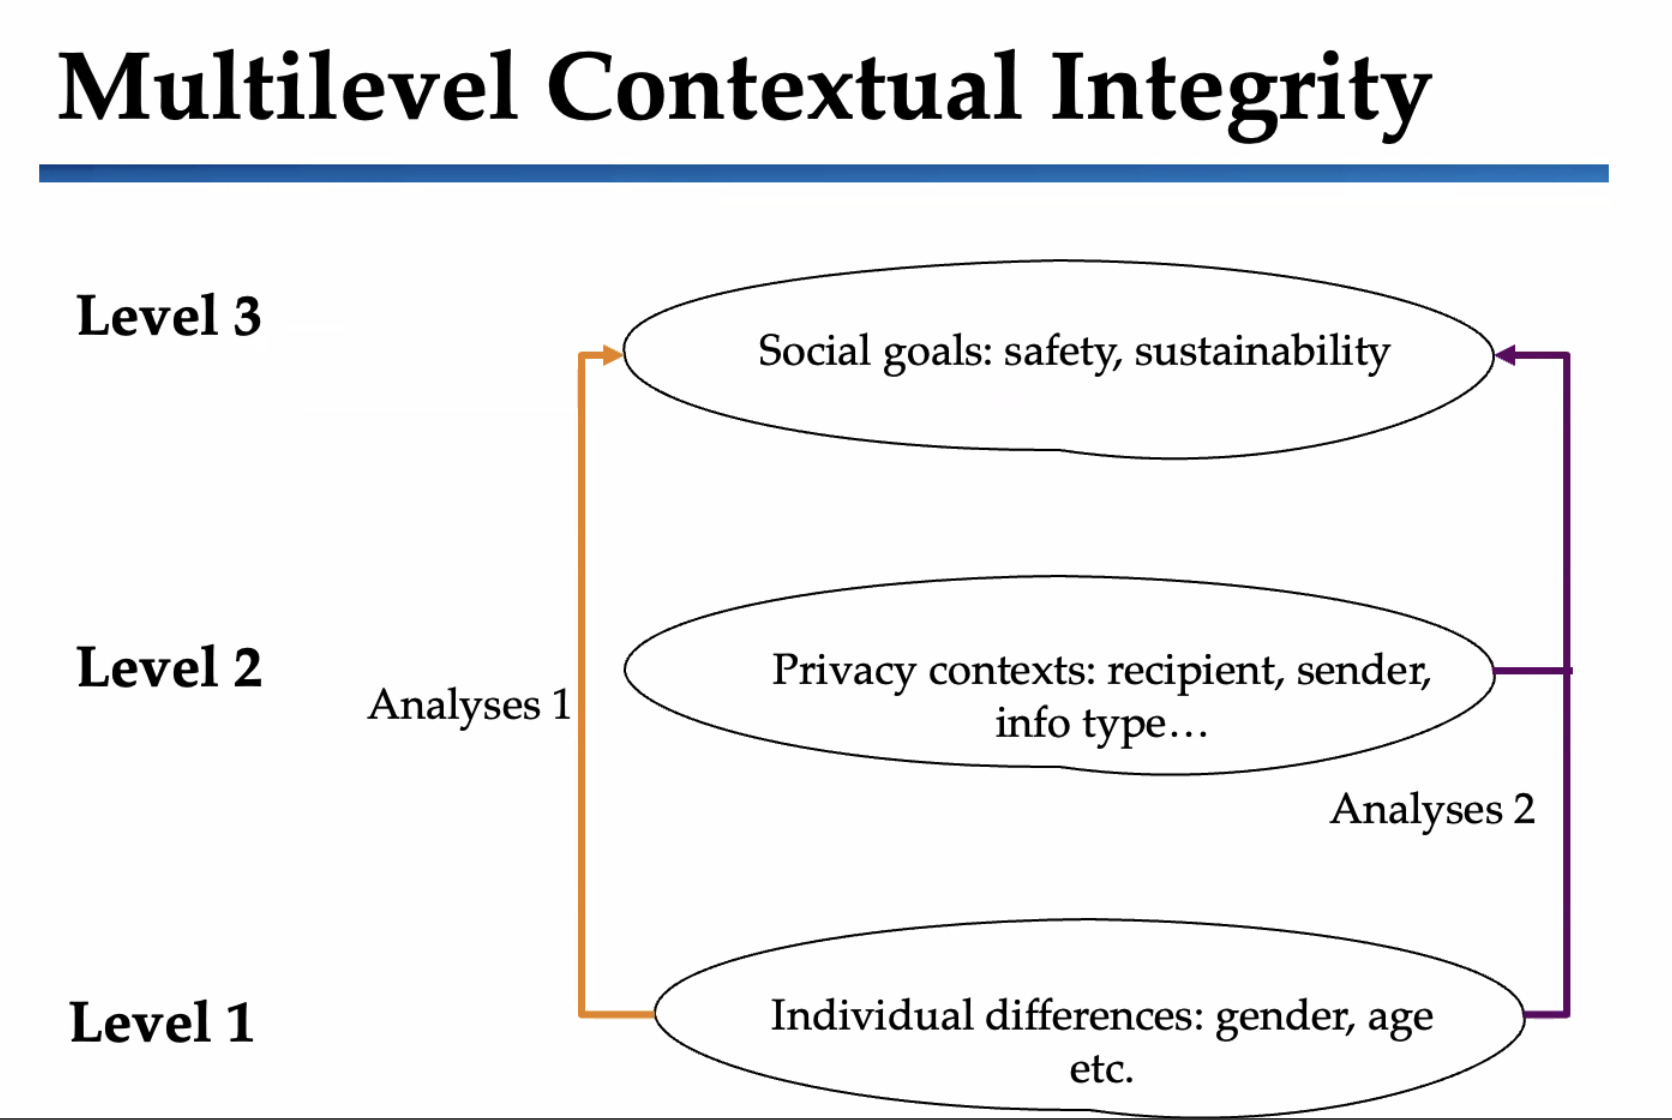 Multilevel Contextual Integrity
Level 3
Social goals: safety, sustainability
Level 2
Privacy contexts: recipient, sender,
info type…
Analyses 1
Analyses 2
Level 1
Individual differences: gender, age
etc.